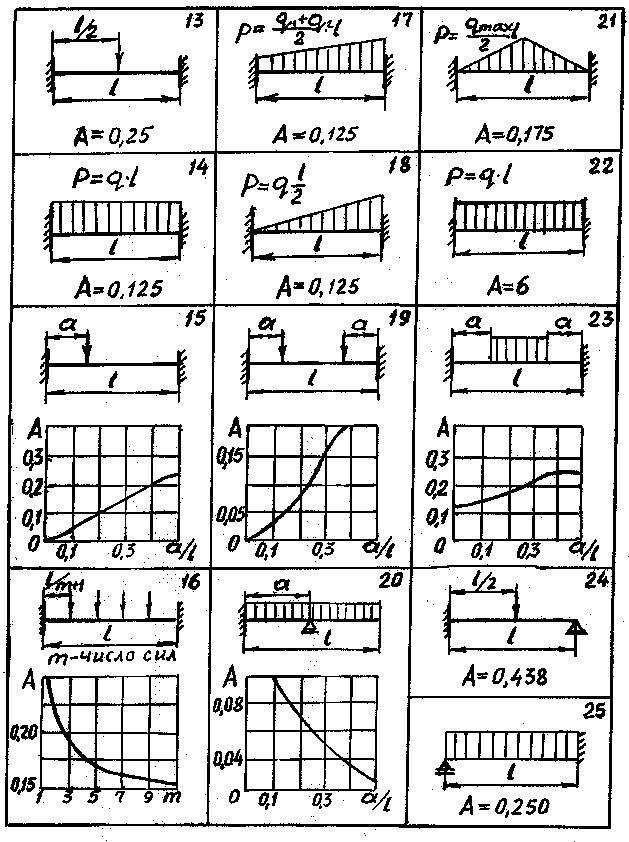 13
l/2
l
A=0,25
17
P= q₁+q₂/2 · l
l
A=0,125
21
P= qmax l/2
l
A=0,175
14
P=q·l
l
A=0,125
18
P=q l/2
l
A=0,125
22
P=q·l
l
A=6
15
a
l
A
0,3
0,2
0,1
0 0,1 0,3 a/l
19
a a
l
A
0,15
0,05
0 0,1 0,3 a/l
23
a a
l
A
0,3
0,2
0,1
0 0,1 0,3 a/l
16
l/m+1
l
m-число сил
A
0,20
0,15
1 3 5 7 9 m
20
a
l
A
0,08
0,04
0 0,1 0,3 a/l
24
l/2
l
A=0,438
25
l
A=0,250